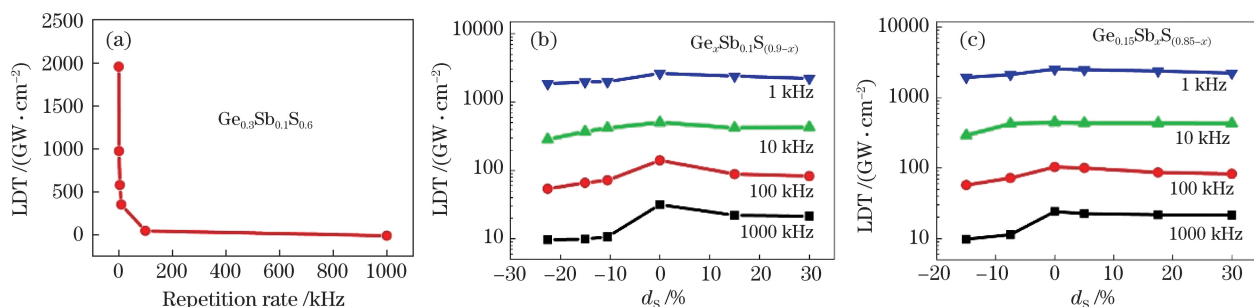 (a)
Ge₀.₃Sb₀.₁S₀.₆
LDT /(GW · cm⁻²)
2500
2000
1500
1000
500
0
0 200 400 600 800 1000
Repetition rate /kHz
(b)
GeₓSb₀.₁S₍₀.₉₋ₓ₎
LDT /(GW · cm⁻²)
10000
1000
100
10
1 kHz
10 kHz
100 kHz
1000 kHz
−30 −20 −10 0 10 20 30
dS /%
(c)
Ge₀.₁₅SbₓS₍₀.₈₅₋ₓ₎
LDT /(GW · cm⁻²)
10000
1000
100
10
1 kHz
10 kHz
100 kHz
1000 kHz
−20 −10 0 10 20 30
dS /%